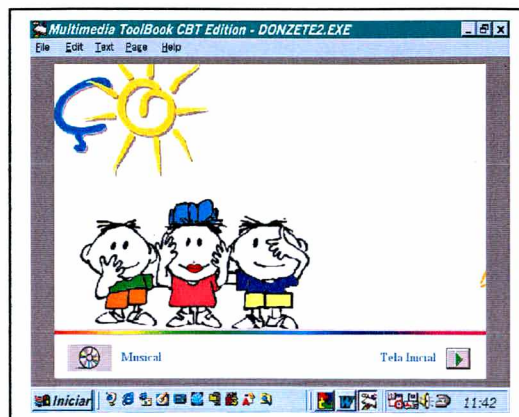 Multimedia ToolBook CBT Edition - DONZETE2.EXE
File Edit Text Page Help
Musical
Tela Inicial
Iniciar
11:42